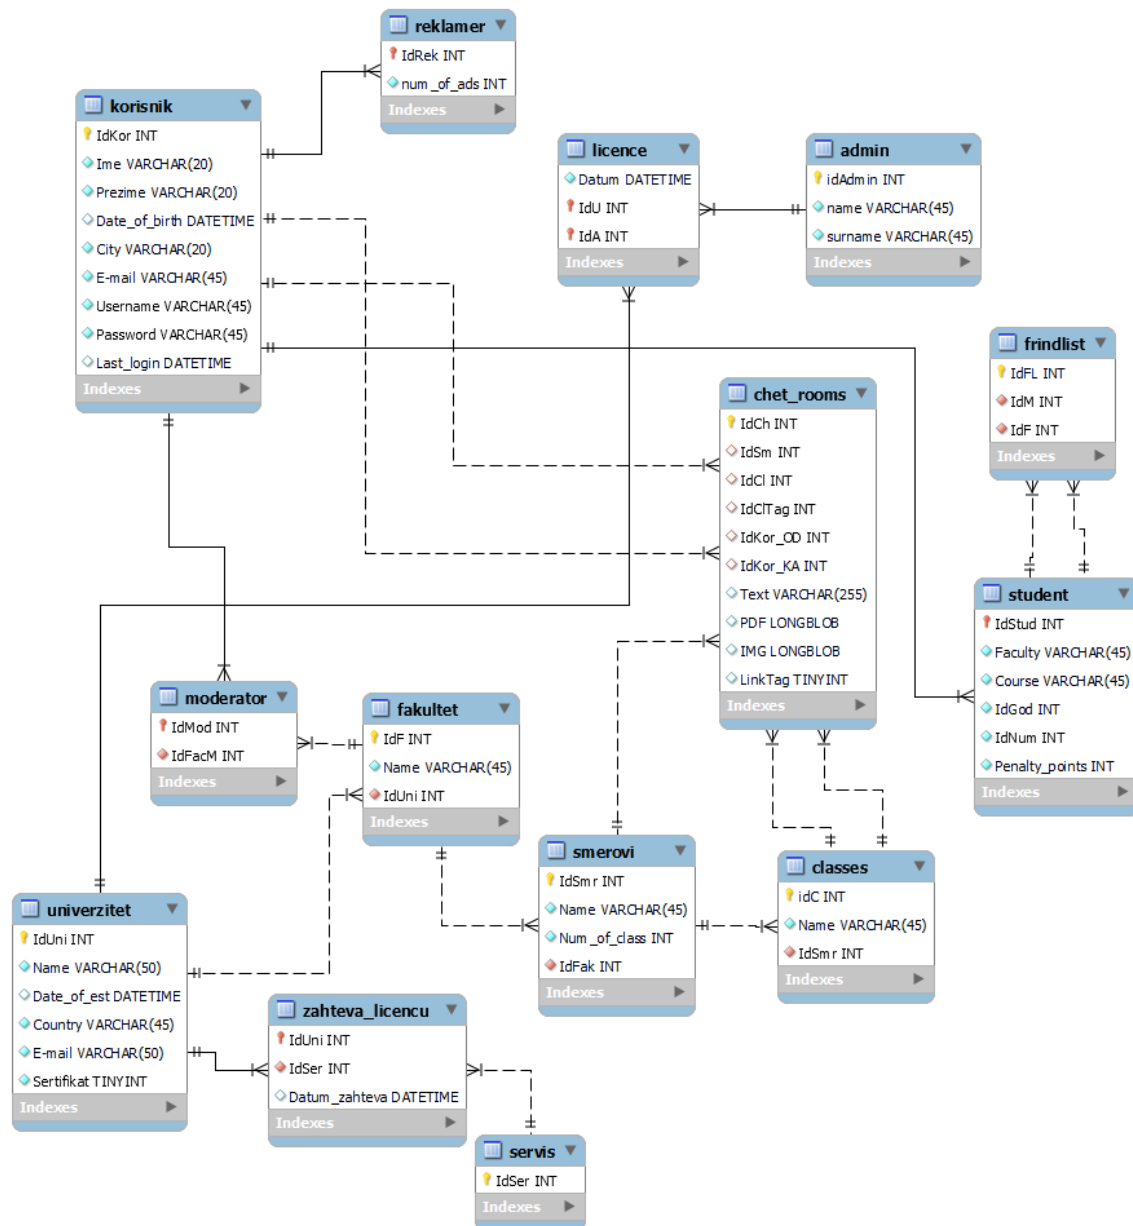 reklamer
IdRek INT
num_of_ads INT
Indexes
korisnik
IdKor INT
Ime VARCHAR(20)
Prezime VARCHAR(20)
Date_of_birth DATETIME
City VARCHAR(20)
E-mail VARCHAR(45)
Username VARCHAR(45)
Password VARCHAR(45)
Last_login DATETIME
Indexes
licence
Datum DATETIME
IdU INT
IdA INT
Indexes
admin
idAdmin INT
name VARCHAR(45)
surname VARCHAR(45)
Indexes
frindlist
IdFL INT
IdM INT
IdF INT
Indexes
chet_rooms
IdCh INT
IdSm INT
IdCl INT
IdClTag INT
IdKor_OD INT
IdKor_KA INT
Text VARCHAR(255)
PDF LONGBLOB
IMG LONGBLOB
LinkTag TINYINT
Indexes
student
IdStud INT
Faculty VARCHAR(45)
Course VARCHAR(45)
IdGod INT
IdNum INT
Penalty_points INT
Indexes
moderator
IdMod INT
IdFacM INT
Indexes
fakultet
IdF INT
Name VARCHAR(45)
IdUni INT
Indexes
smerovi
IdSmr INT
Name VARCHAR(45)
Num_of_class INT
IdFak INT
Indexes
classes
idC INT
Name VARCHAR(45)
IdSmr INT
Indexes
univerzitet
IdUni INT
Name VARCHAR(50)
Date_of_est DATETIME
Country VARCHAR(45)
E-mail VARCHAR(50)
Sertifikat TINYINT
Indexes
zahteva_licencu
IdUni INT
IdSer INT
Datum_zahteva DATETIME
Indexes
servis
IdSer INT
Indexes